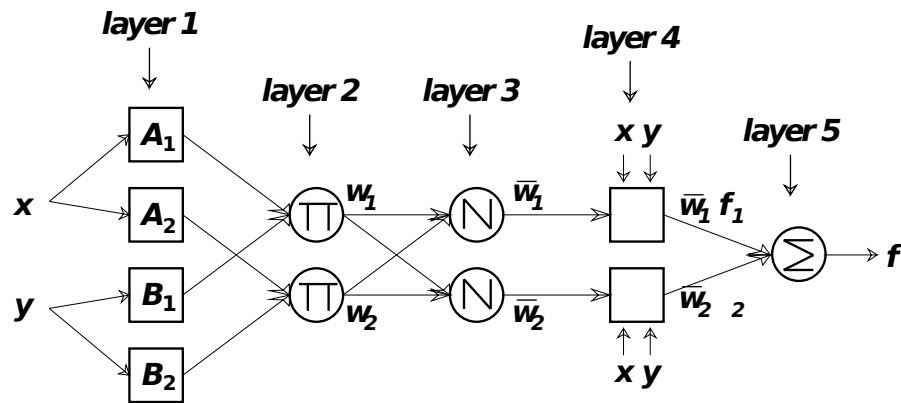 layer 1
layer 4
layer 2
layer 3
layer 5
x y
A₁
x
A₂
w₁
w̅₁
w̅₁ f₁
Π
N
Σ
f
y
B₁
Π
N
w₂
w̅₂
w̅₂ ₂
B₂
x y